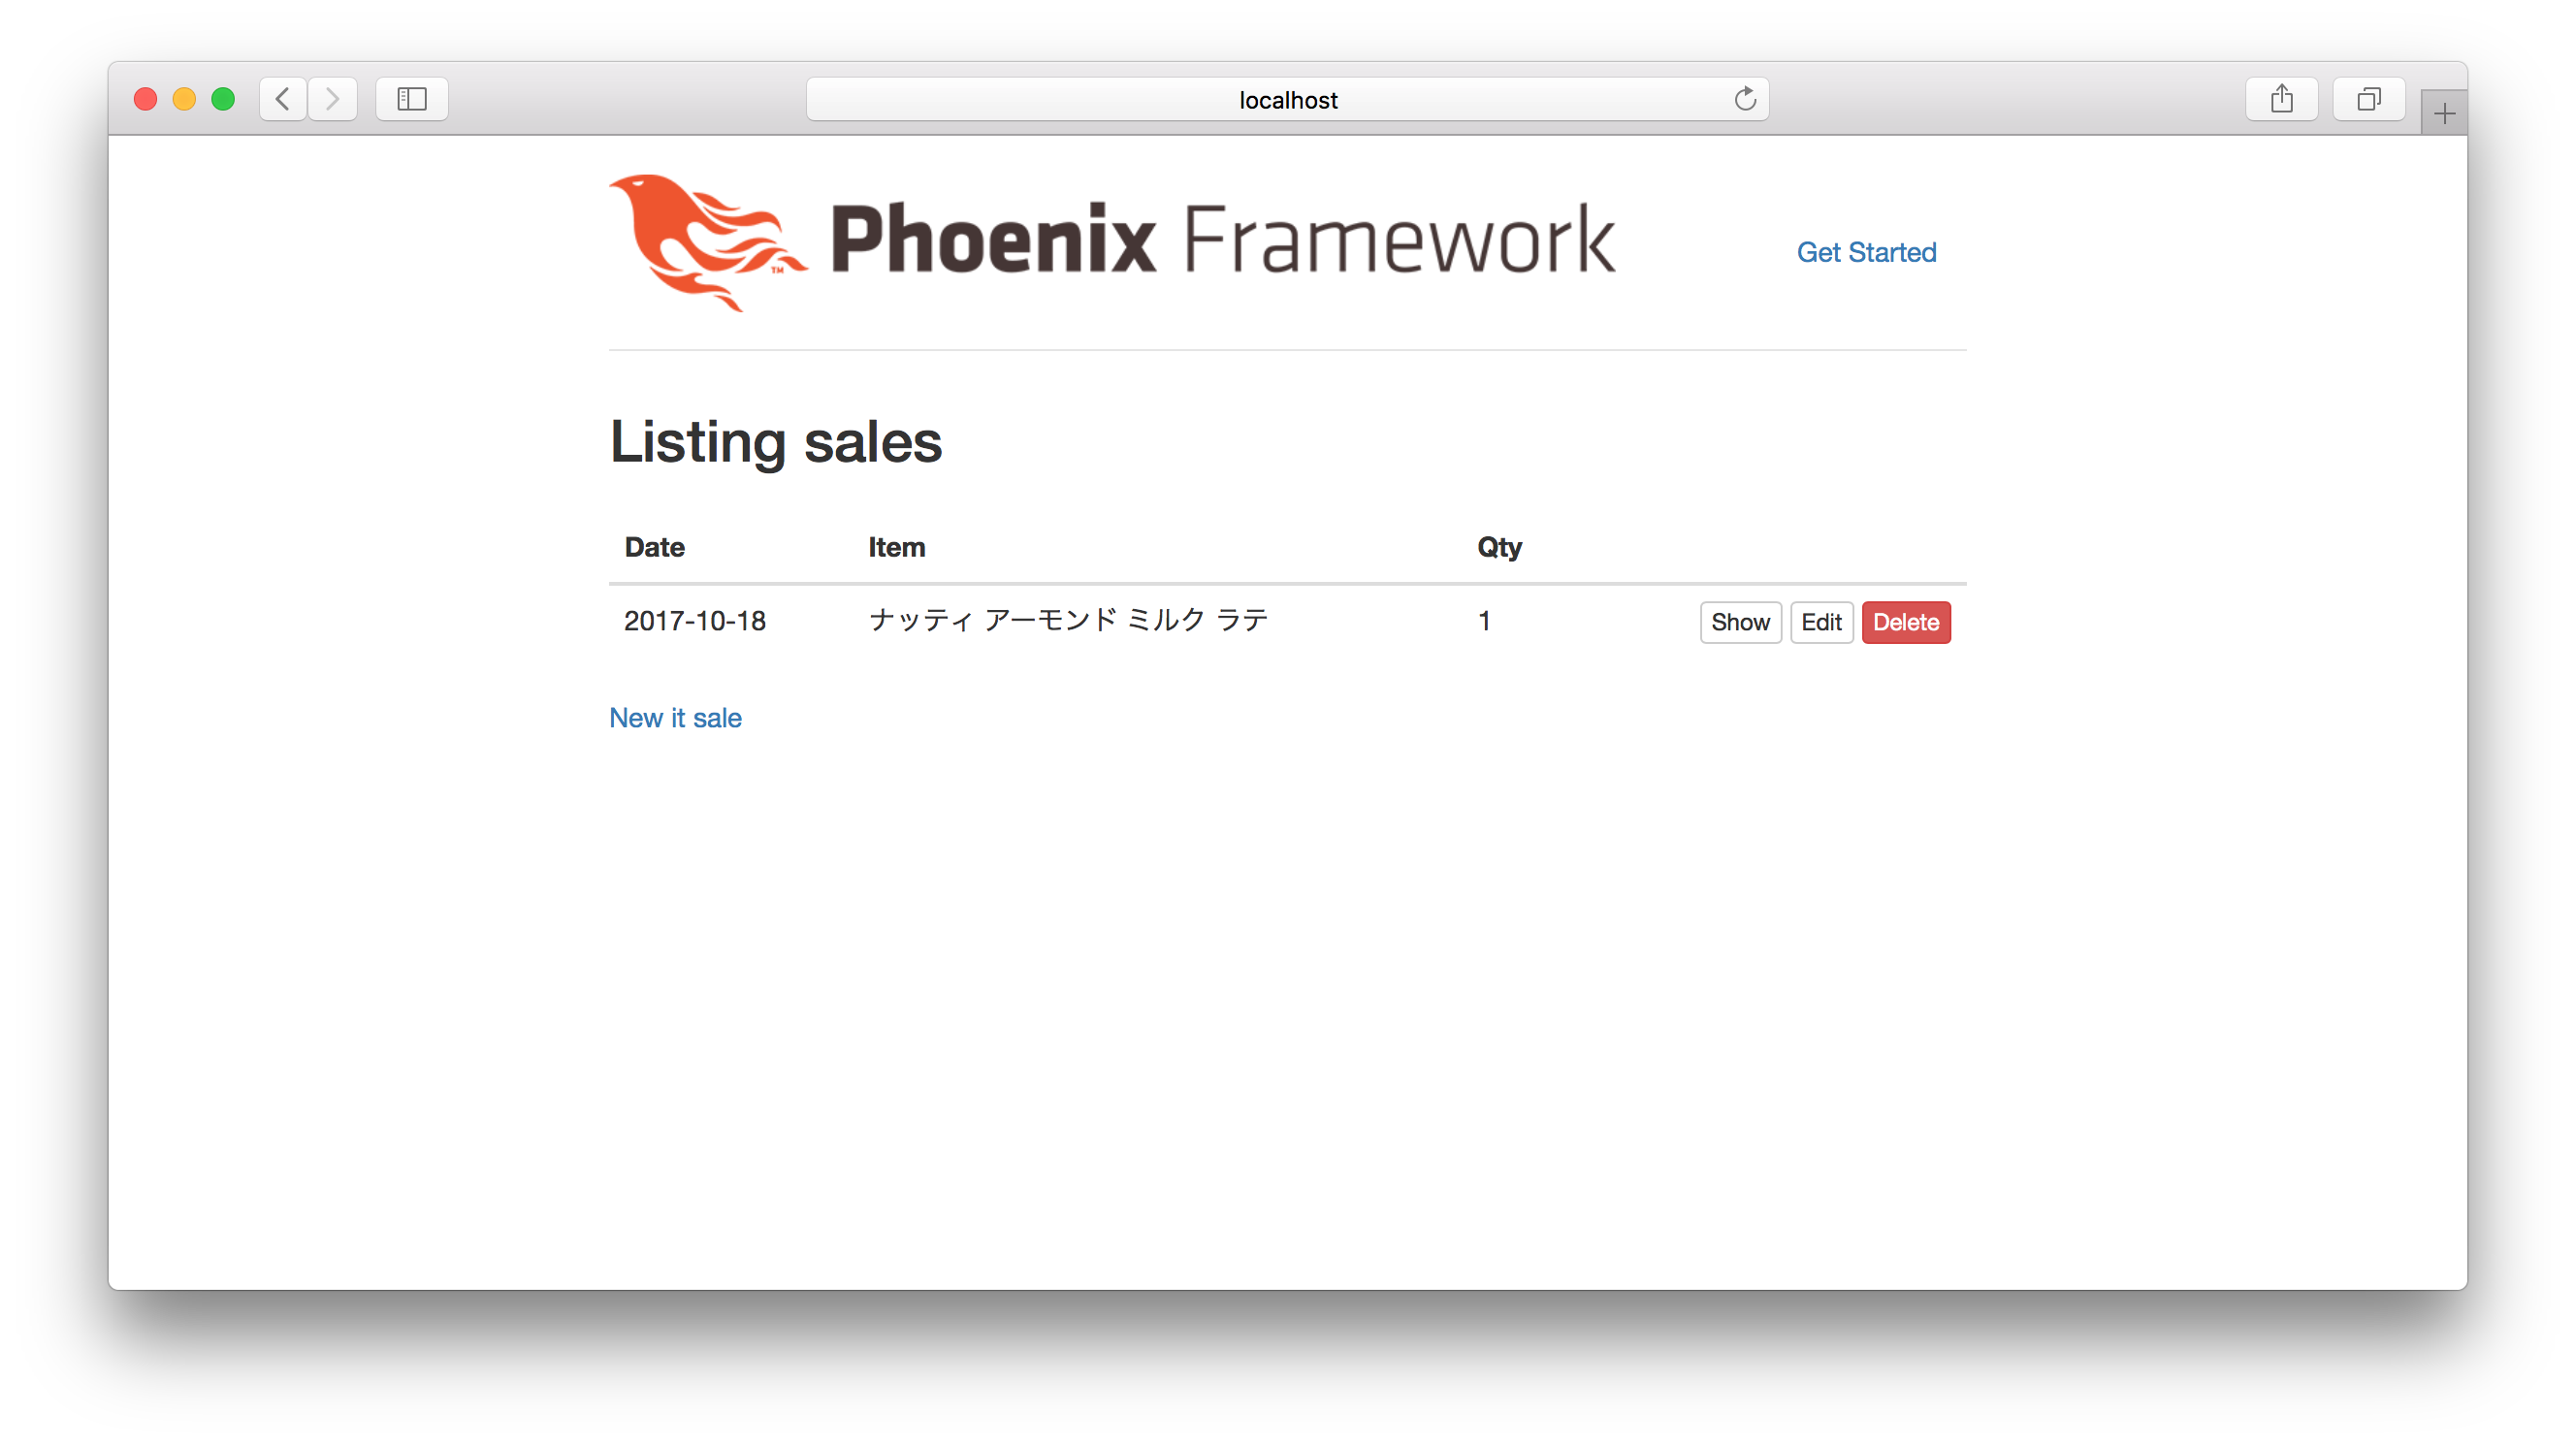 localhost
Phoenix Framework
TM
Get Started
Listing sales
Date Item Qty
2017-10-18 ナッティ アーモンド ミルク ラテ 1 Show Edit Delete
New it sale